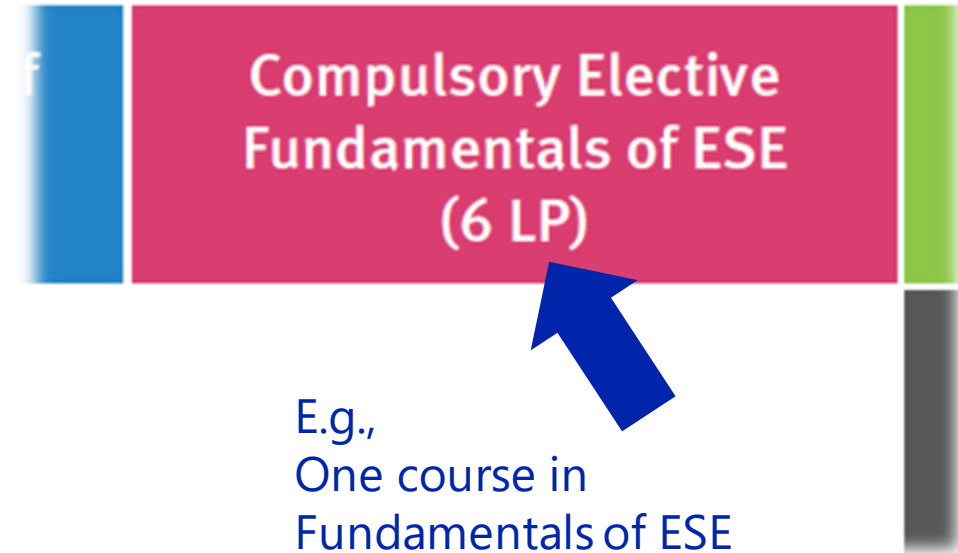 f
Compulsory Elective
Fundamentals of ESE
(6 LP)
E.g.,
One course in
Fundamentals of ESE